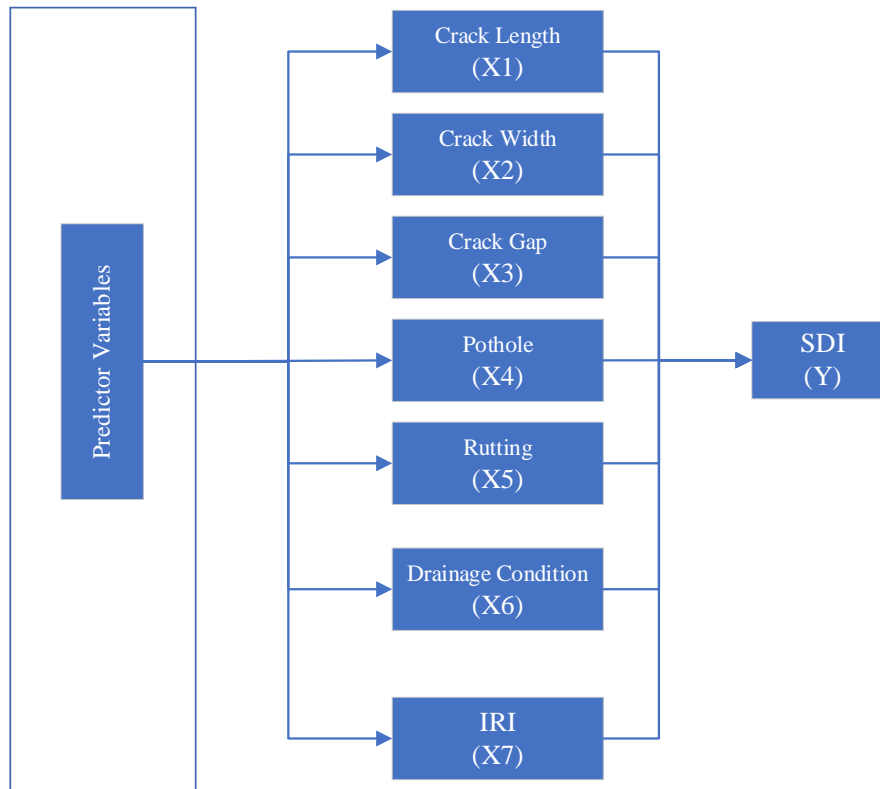 Predictor Variables
Crack Length
(X1)
Crack Width
(X2)
Crack Gap
(X3)
Pothole
(X4)
Rutting
(X5)
Drainage Condition
(X6)
IRI
(X7)
SDI
(Y)